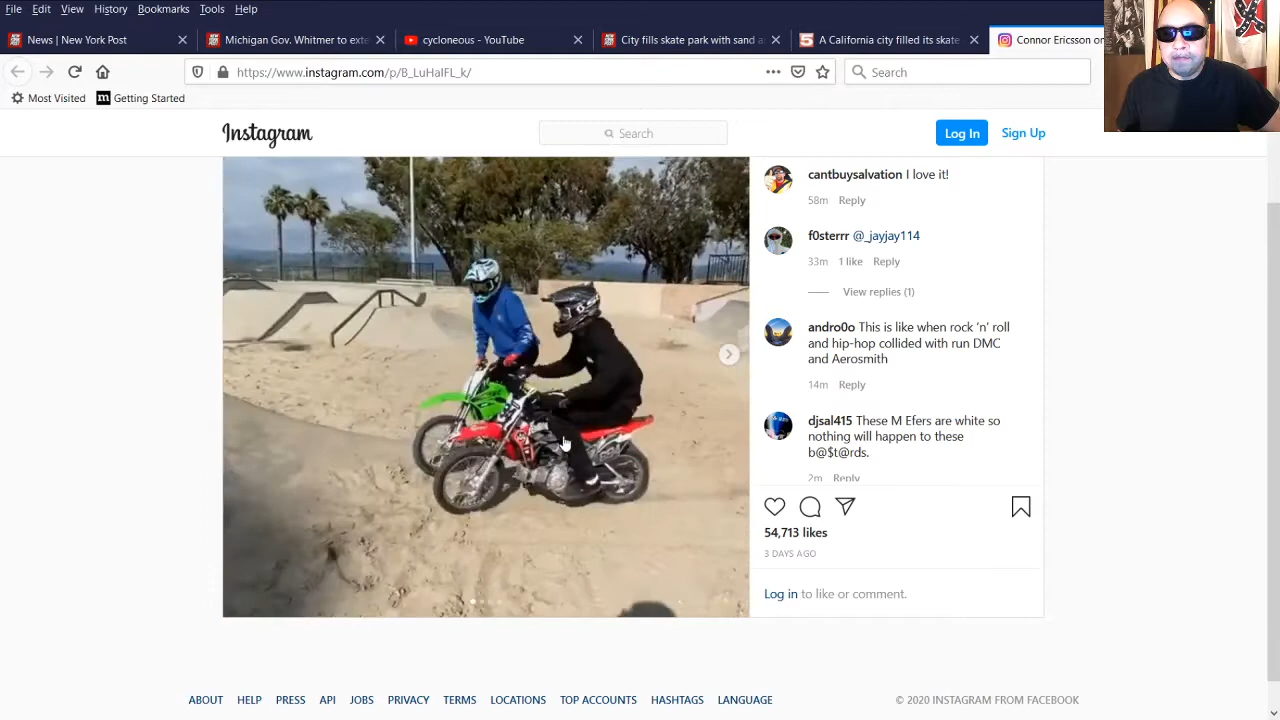 File Edit View History Bookmarks Tools Help
News | New York Post
Michigan Gov. Whitmer to exte
cycloneous - YouTube
City fills skate park with sand a
A California city filled its skate
Connor Ericsson on
https://www.instagram.com/p/B_LuHaIFL_k/
Search
Most Visited Getting Started
Instagram
Search
Log In Sign Up
cantbuysalvation I love it!
58m Reply
f0sterrr @_jayjay114
33m 1 like Reply
View replies (1)
andro0o This is like when rock ‘n’ roll
and hip-hop collided with run DMC
and Aerosmith
14m Reply
djsal415 These M Efers are white so
nothing will happen to these
b@$t@rds.
2m Reply
54,713 likes
3 DAYS AGO
Log in to like or comment.
ABOUT HELP PRESS API JOBS PRIVACY TERMS LOCATIONS TOP ACCOUNTS HASHTAGS LANGUAGE
© 2020 INSTAGRAM FROM FACEBOOK